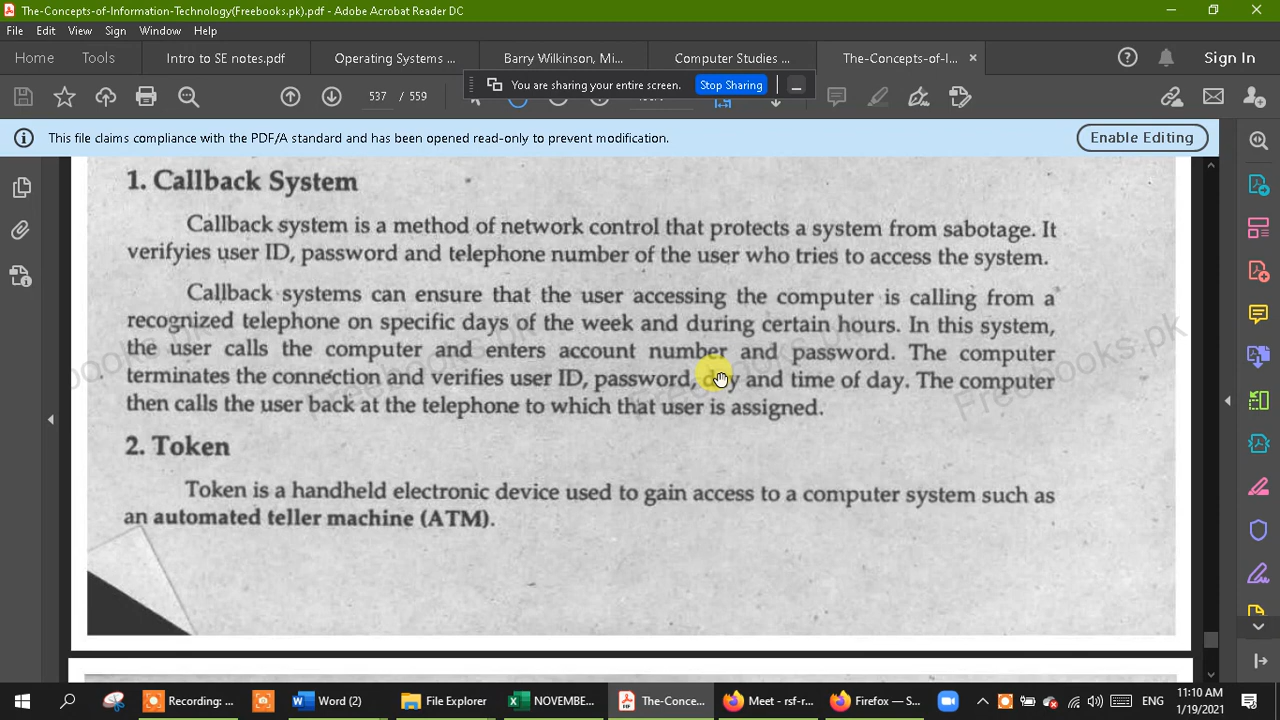 The-Concepts-of-Information-Technology(Freebooks.pk).pdf - Adobe Acrobat Reader DC
File Edit View Sign Window Help
Home Tools Intro to SE notes.pdf Operating Systems ... Barry Wilkinson, Mi... Computer Studies ... The-Concepts-of-I... Sign In
You are sharing your entire screen. Stop Sharing
537 / 559
This file claims compliance with the PDF/A standard and has been opened read-only to prevent modification. Enable Editing
1. Callback System
Callback system is a method of network control that protects a system from sabotage. It
verifyies user ID, password and telephone number of the user who tries to access the system.
Callback systems can ensure that the user accessing the computer is calling from a
recognized telephone on specific days of the week and during certain hours. In this system,
the user calls the computer and enters account number and password. The computer
terminates the connection and verifies user ID, password, day and time of day. The computer
then calls the user back at the telephone to which that user is assigned.
2. Token
Token is a handheld electronic device used to gain access to a computer system such as
an automated teller machine (ATM).
Freebooks.pk
Recording: ... Word (2) File Explorer NOVEMBE... The-Conce... Meet - rsf-r... Firefox — S... ENG 11:10 AM
1/19/2021